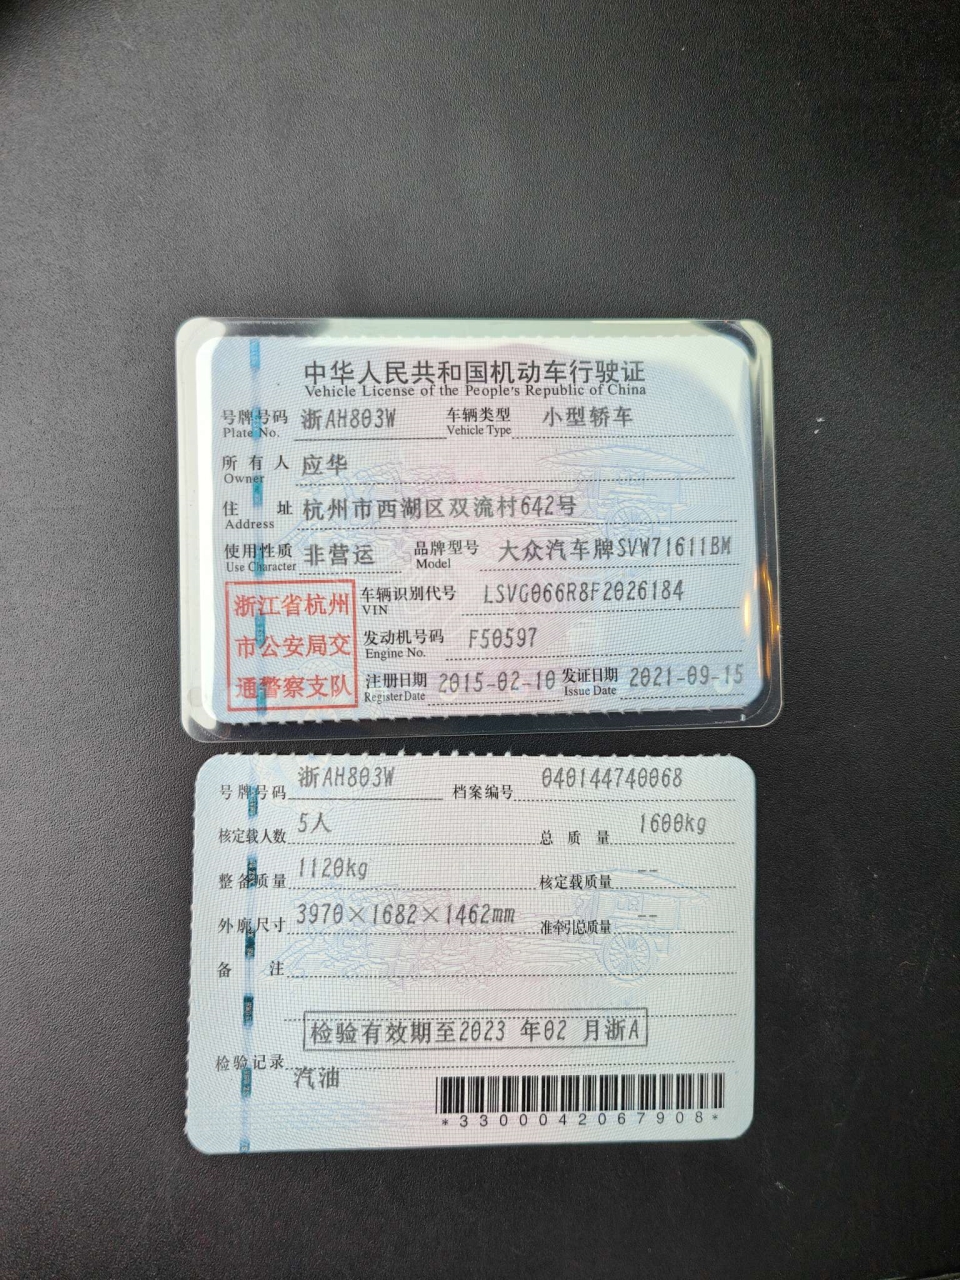 中华人民共和国机动车行驶证
Vehicle License of the People's Republic of China
号牌号码 浙AH803W 车辆类型 小型轿车
Plate No. Vehicle Type
所有人 应华
Owner
住址 杭州市西湖区双流村642号
Address
使用性质 非营运 品牌型号 大众汽车牌SVW71611BM
Use Character Model
浙江省杭州
市公安局交
通警察支队
车辆识别代号 LSVG066R8F2026184
VIN
发动机号码 F50597
Engine No.
注册日期 2015-02-10 发证日期 2021-09-15
Register Date Issue Date
号牌号码 浙AH803W 档案编号 040144740068
核定载人数 5人 总质量 1600kg
整备质量 1120kg 核定载质量 --
外廓尺寸 3970×1682×1462mm 准牵引总质量 --
备注
检验有效期至2023 年02 月浙A
检验记录
汽油
*3300042067908*